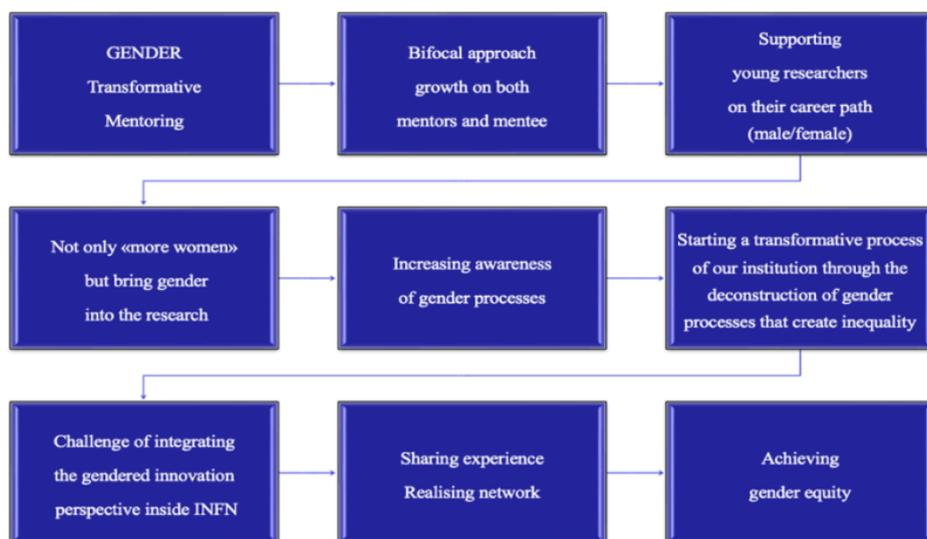 GENDER
Transformative
Mentoring
Bifocal approach
growth on both
mentors and mentee
Supporting
young researchers
on their career path
(male/female)
Not only «more women»
but bring gender
into the research
Increasing awareness
of gender processes
Starting a transformative process
of our institution through the
deconstruction of gender
processes that create inequality
Challenge of integrating
the gendered innovation
perspective inside INFN
Sharing experience
Realising network
Achieving
gender equity